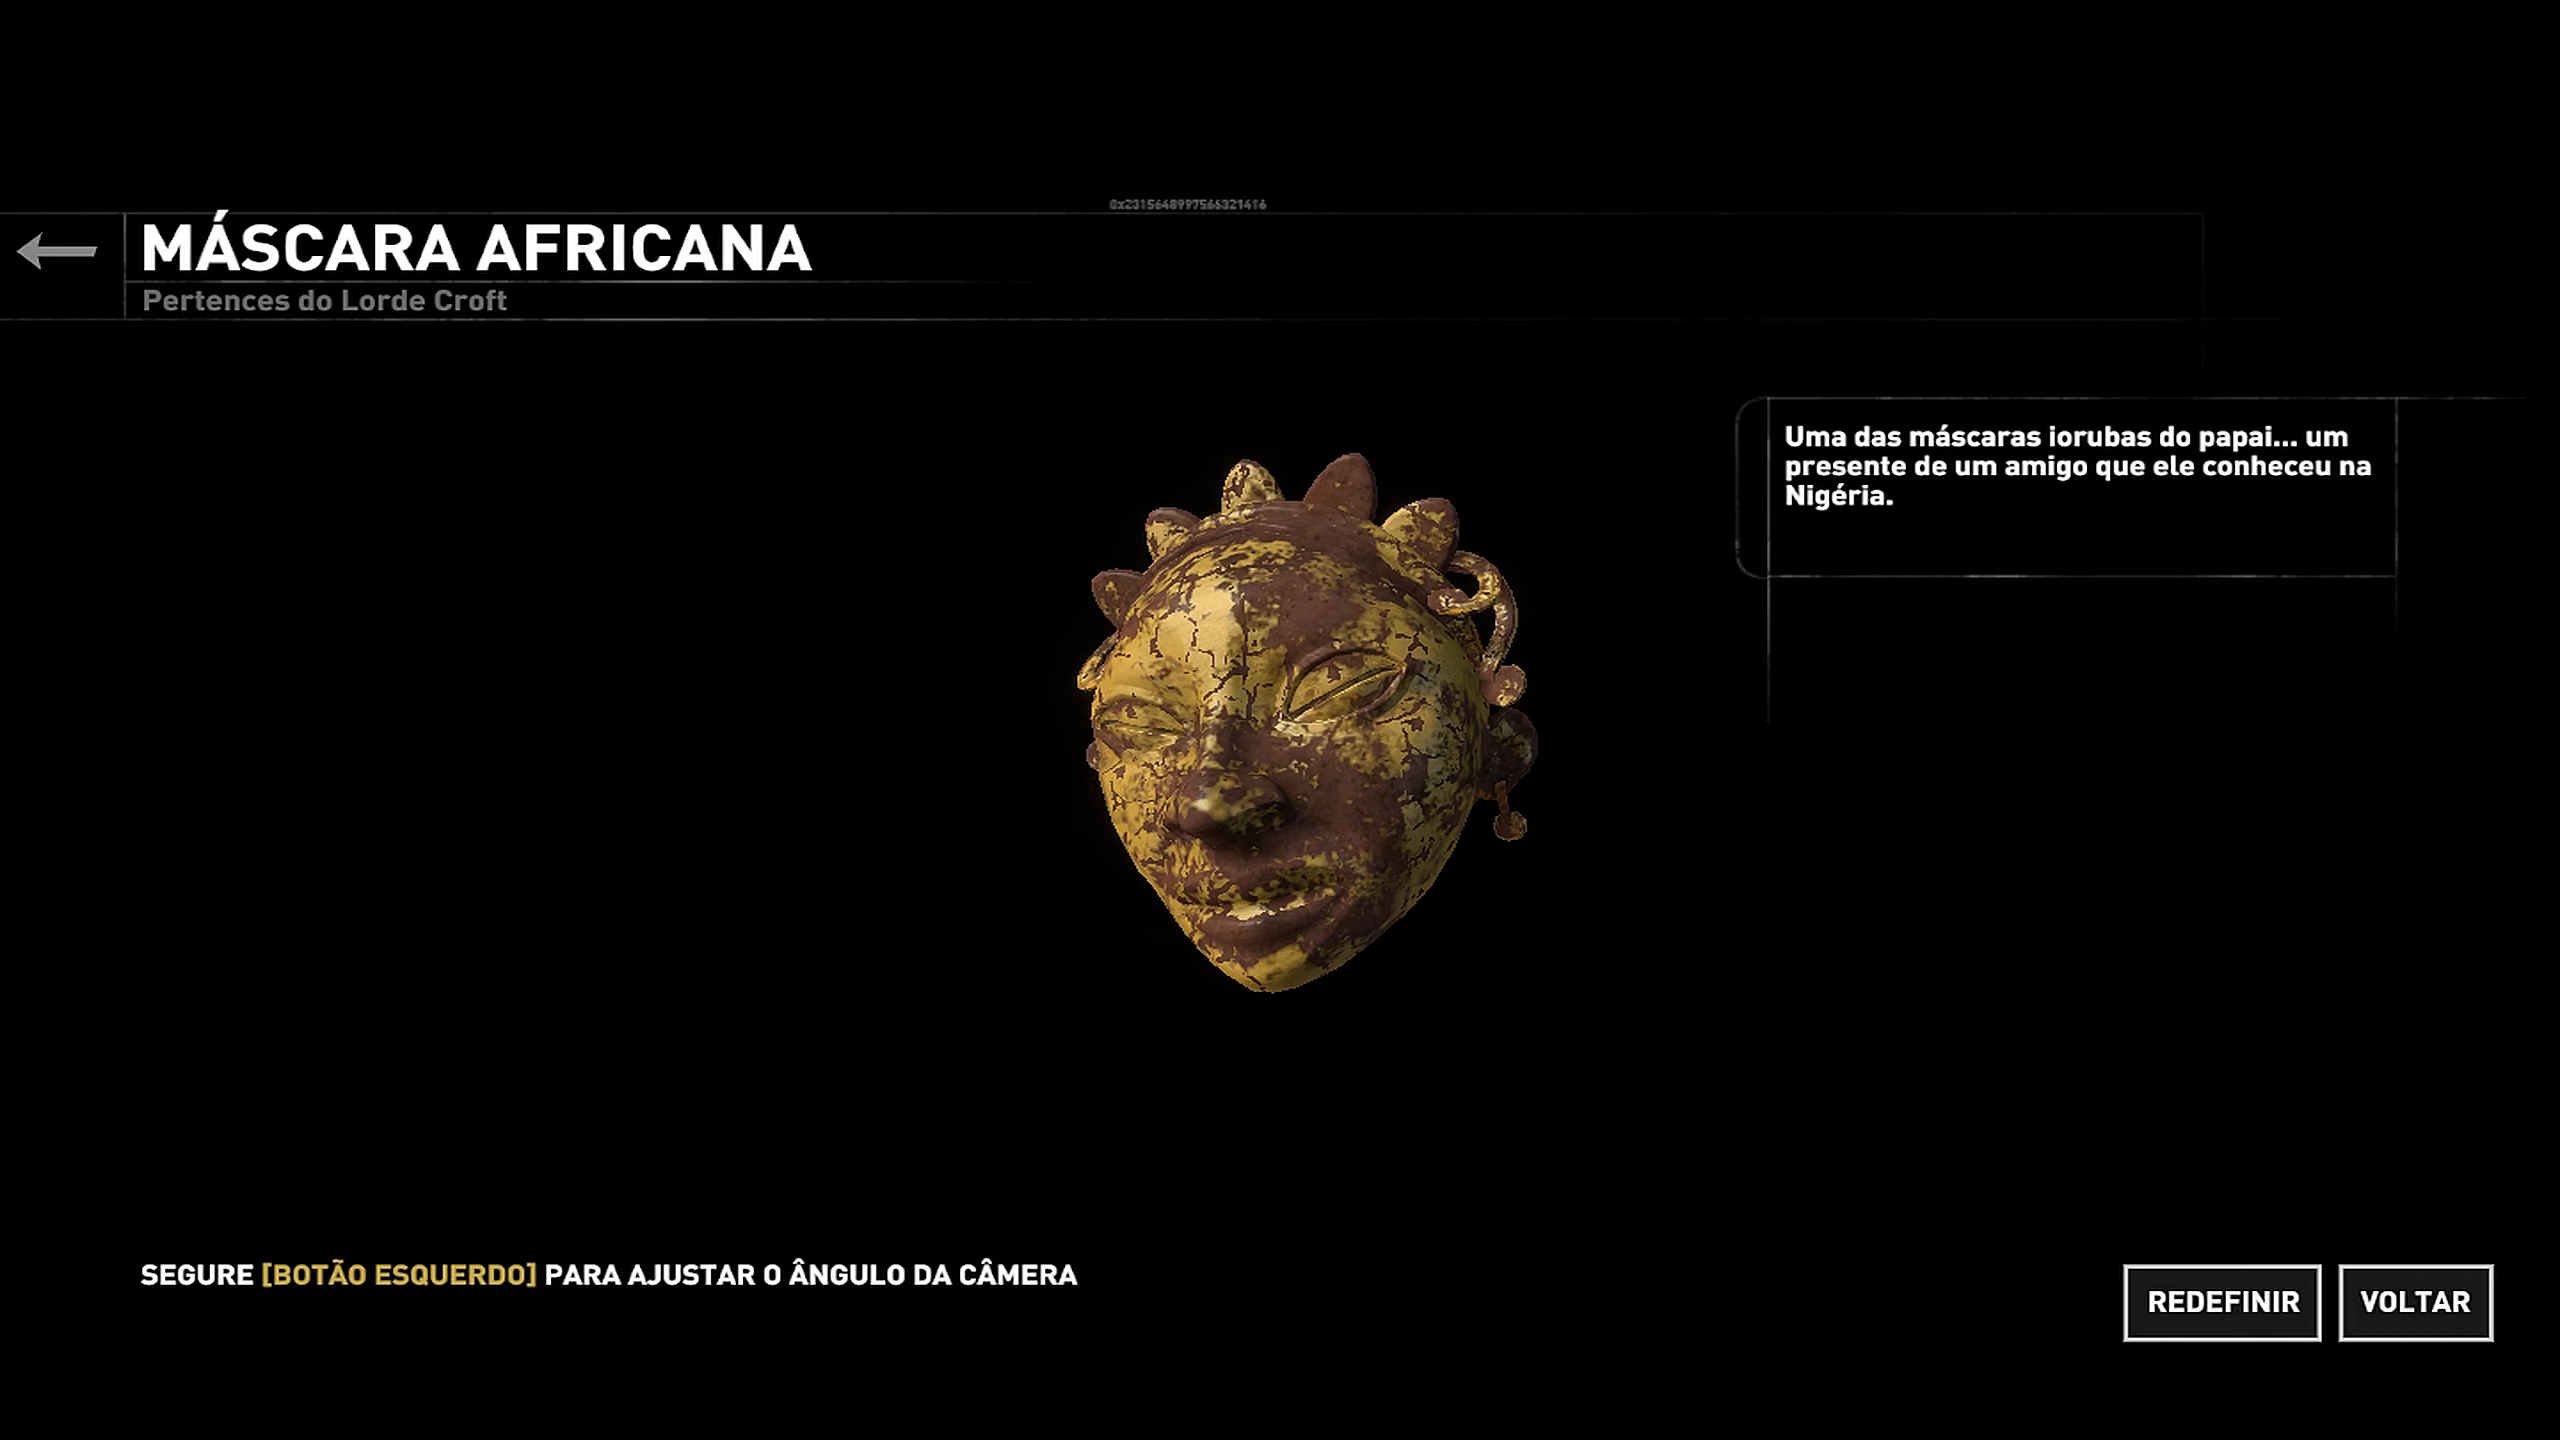 0x2315648997566321416
MÁSCARA AFRICANA
Pertences do Lorde Croft
Uma das máscaras iorubas do papai... um
presente de um amigo que ele conheceu na
Nigéria.
SEGURE [BOTÃO ESQUERDO] PARA AJUSTAR O ÂNGULO DA CÂMERA
REDEFINIR
VOLTAR